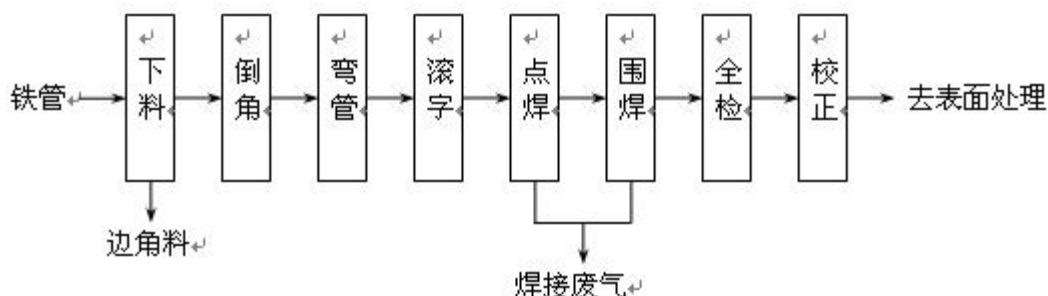 铁管
下料
倒角
弯管
滚字
点焊
围焊
全检
校正
去表面处理
边角料
焊接废气